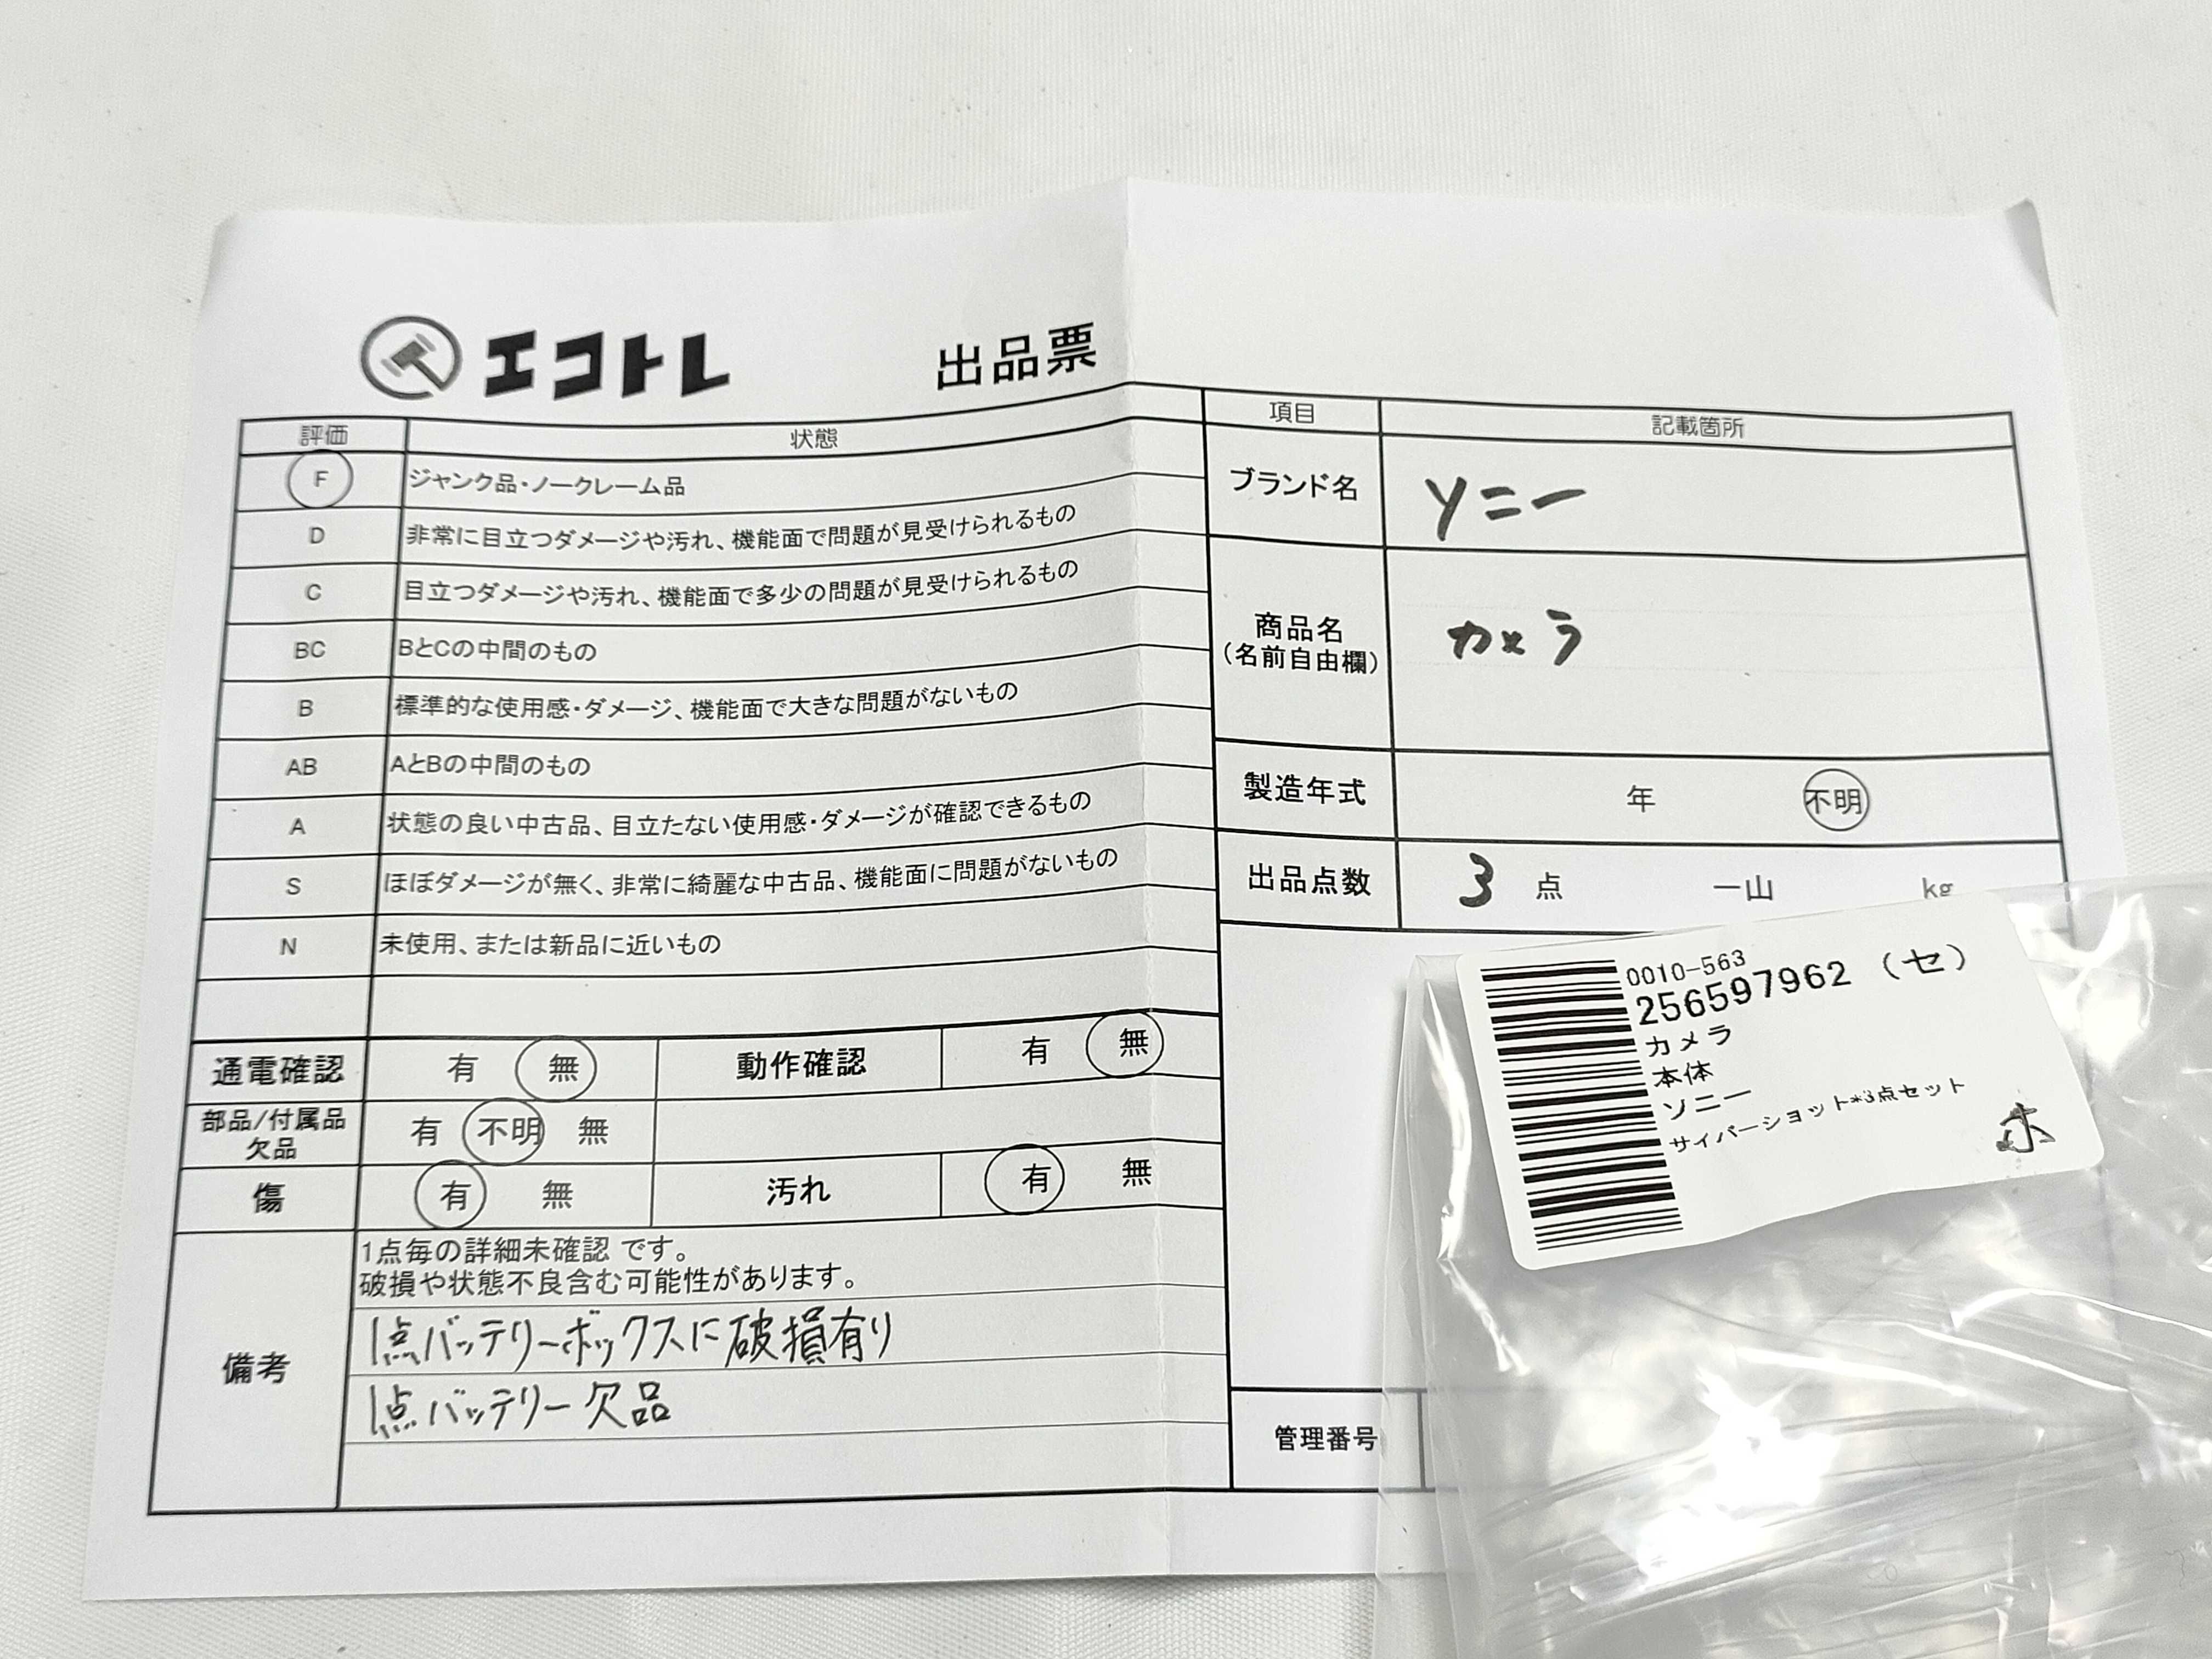 エコトレ 出品票
評価 状態
F ジャンク品・ノークレーム品
D 非常に目立つダメージや汚れ、機能面で問題が見受けられるもの
C 目立つダメージや汚れ、機能面で多少の問題が見受けられるもの
BC BとCの中間のもの
B 標準的な使用感・ダメージ、機能面で大きな問題がないもの
AB AとBの中間のもの
A 状態の良い中古品、目立たない使用感・ダメージが確認できるもの
S ほぼダメージが無く、非常に綺麗な中古品、機能面に問題がないもの
N 未使用、または新品に近いもの
通電確認 有 無 動作確認 有 無
部品/付属品
欠品 有 不明 無
傷 有 無 汚れ 有 無
備考
1点毎の詳細未確認 です。
破損や状態不良含む可能性があります。
1点バッテリーボックスに破損有り
1点バッテリー欠品
項目 記載箇所
ブランド名 ソニー
商品名
(名前自由欄) カメラ
製造年式 年 不明
出品点数 3 点 一山 kg
管理番号
0010-563
256597962 (セ)
カメラ
本体
ソニー
サイバーショット*3点セット